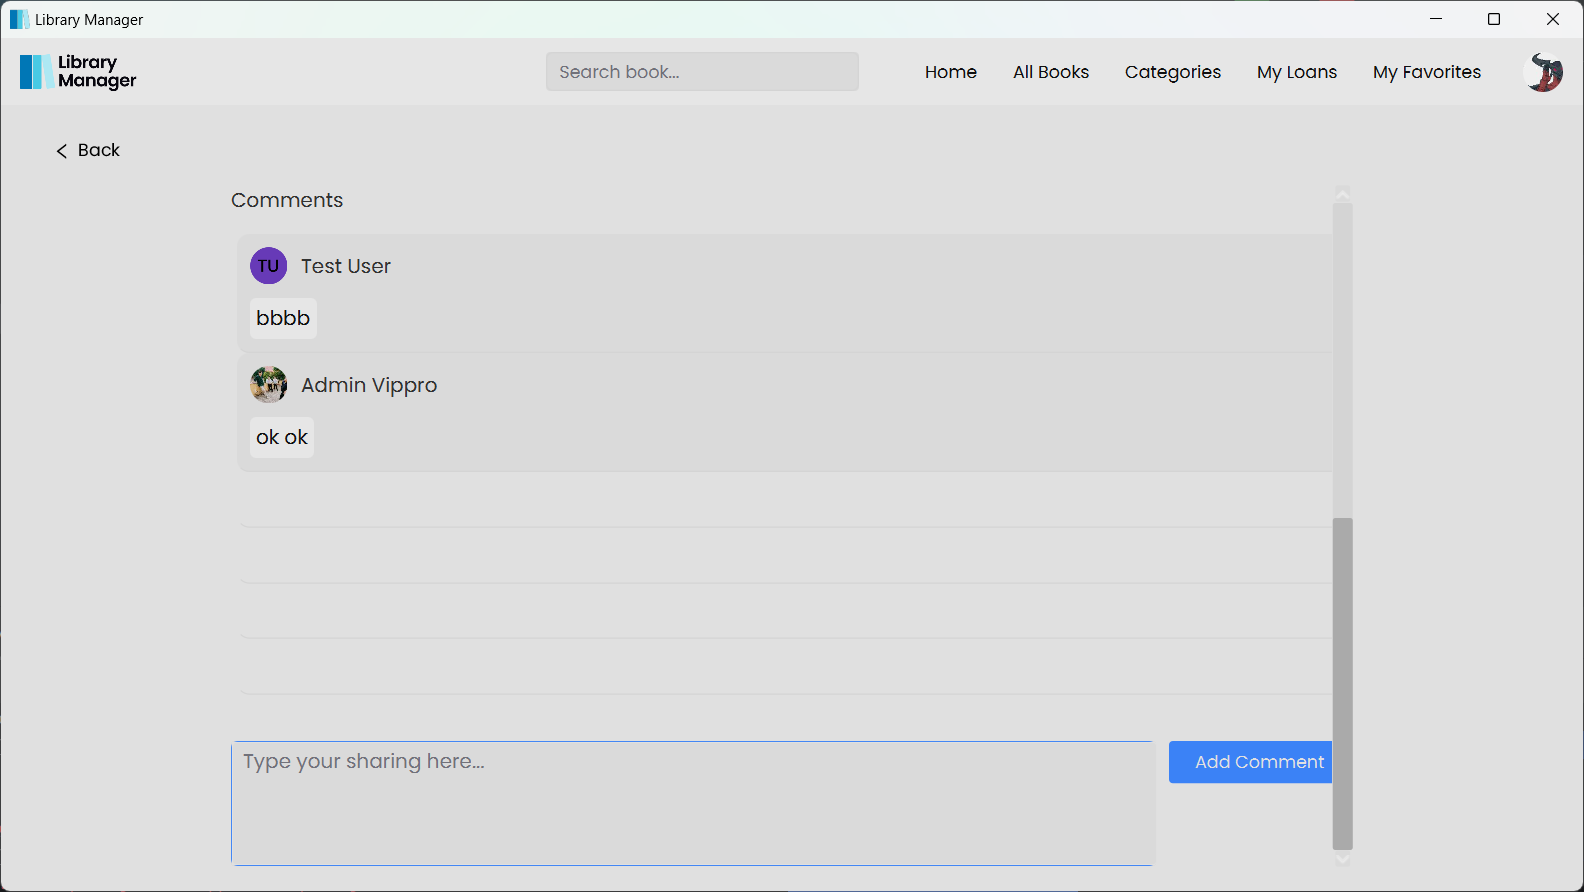 Library Manager
Library
Manager
Search book...
Home
All Books
Categories
My Loans
My Favorites
Back
Comments
TU
Test User
bbbb
Admin Vippro
ok ok
Type your sharing here...
Add Comment